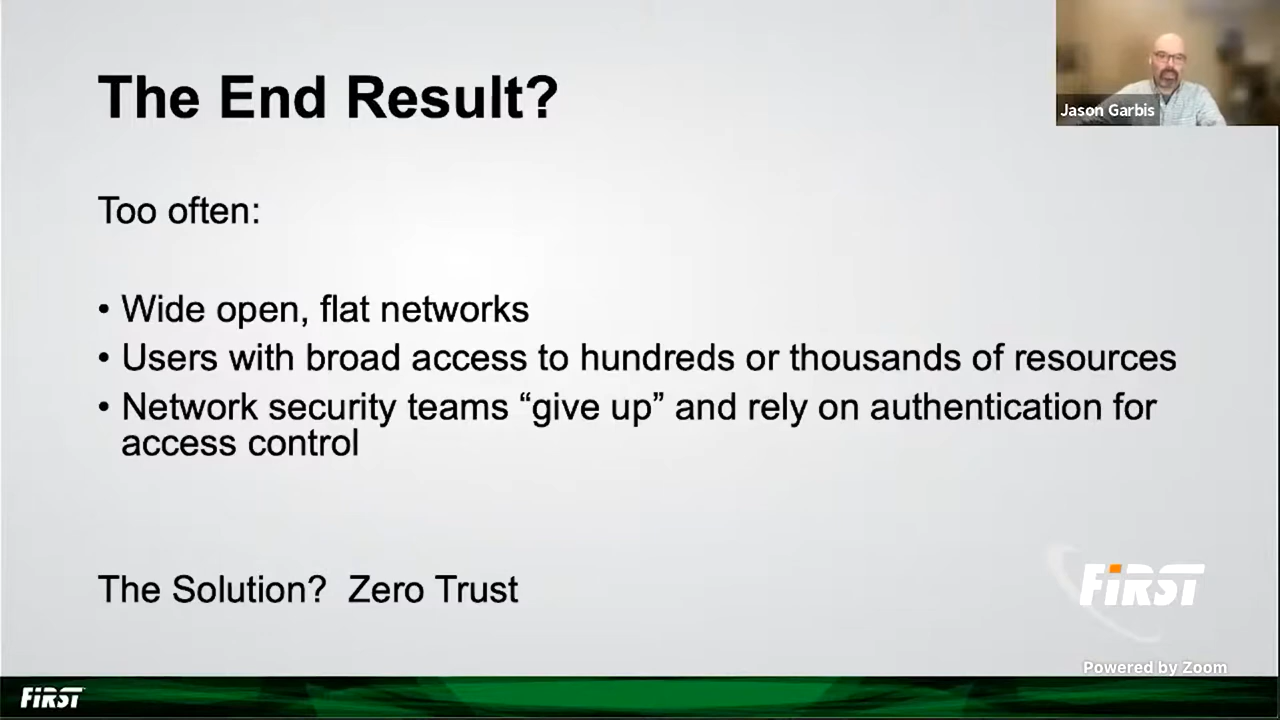 The End Result?
Jason Garbis
Too often:
• Wide open, flat networks
• Users with broad access to hundreds or thousands of resources
• Network security teams “give up” and rely on authentication for
access control
The Solution?  Zero Trust
FiRST
Powered by Zoom
FiRST